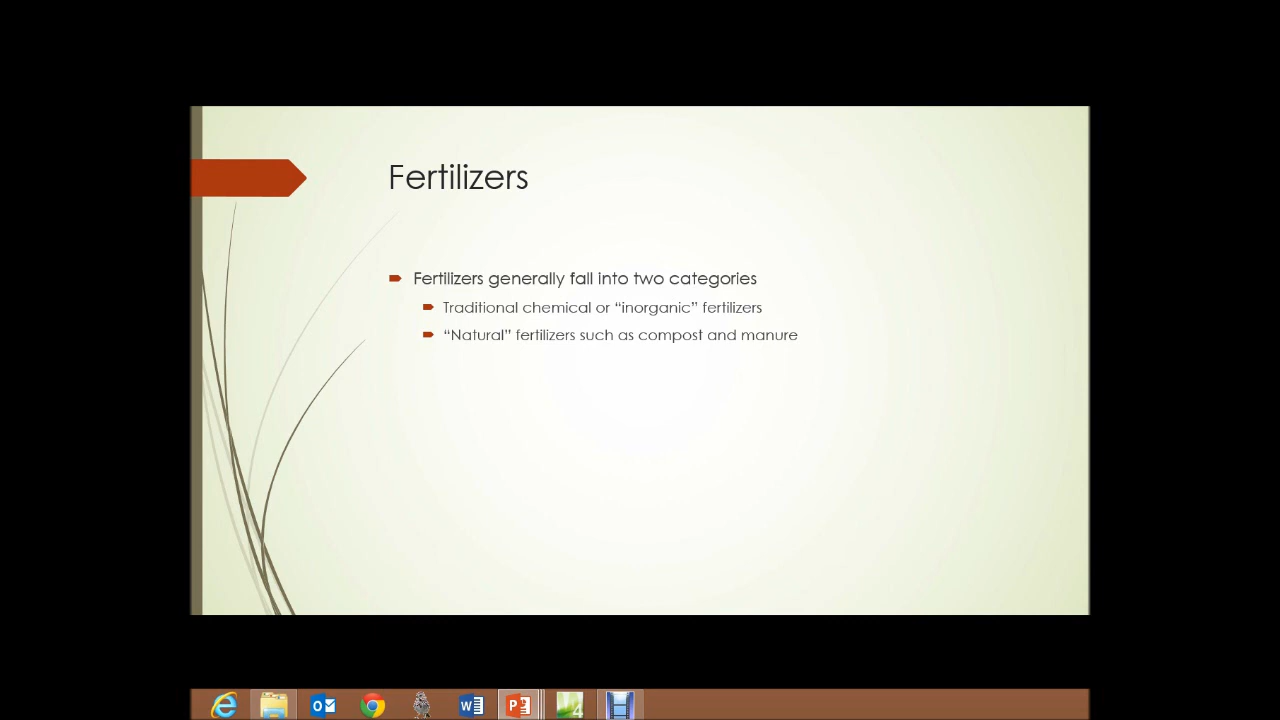 Fertilizers
Fertilizers generally fall into two categories
Traditional chemical or “inorganic” fertilizers
“Natural” fertilizers such as compost and manure